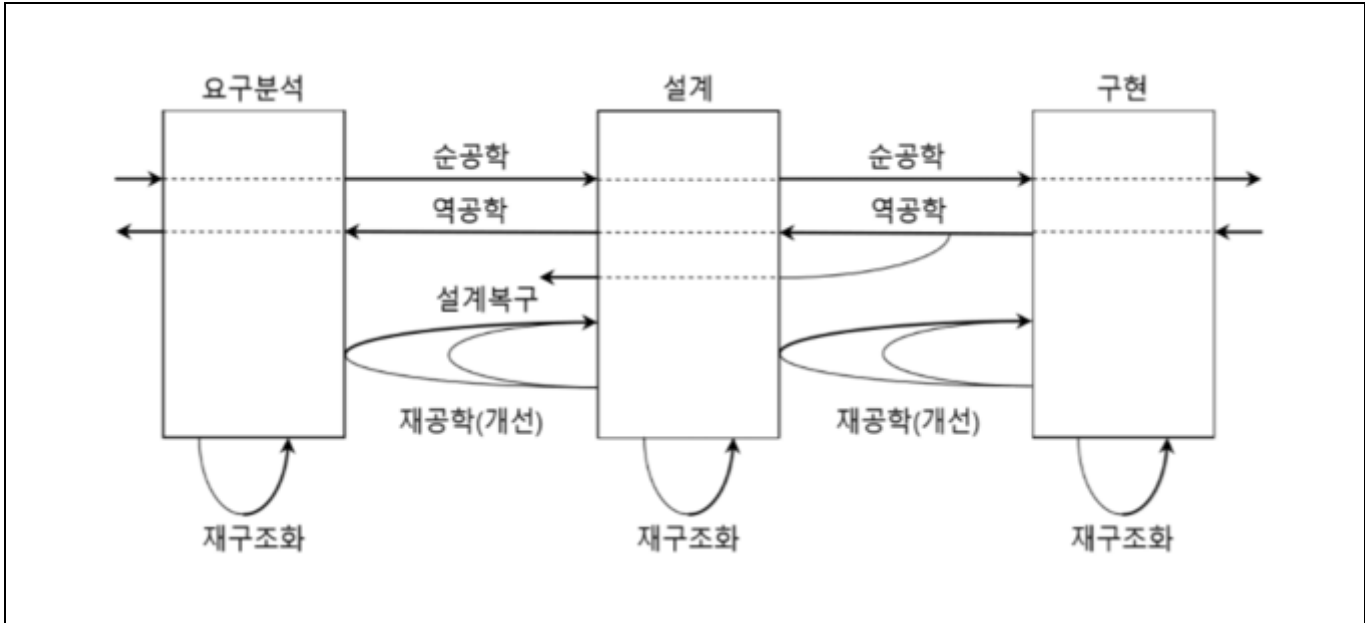 요구분석
설계
구현
순공학
순공학
역공학
역공학
설계복구
재공학(개선)
재공학(개선)
재구조화
재구조화
재구조화